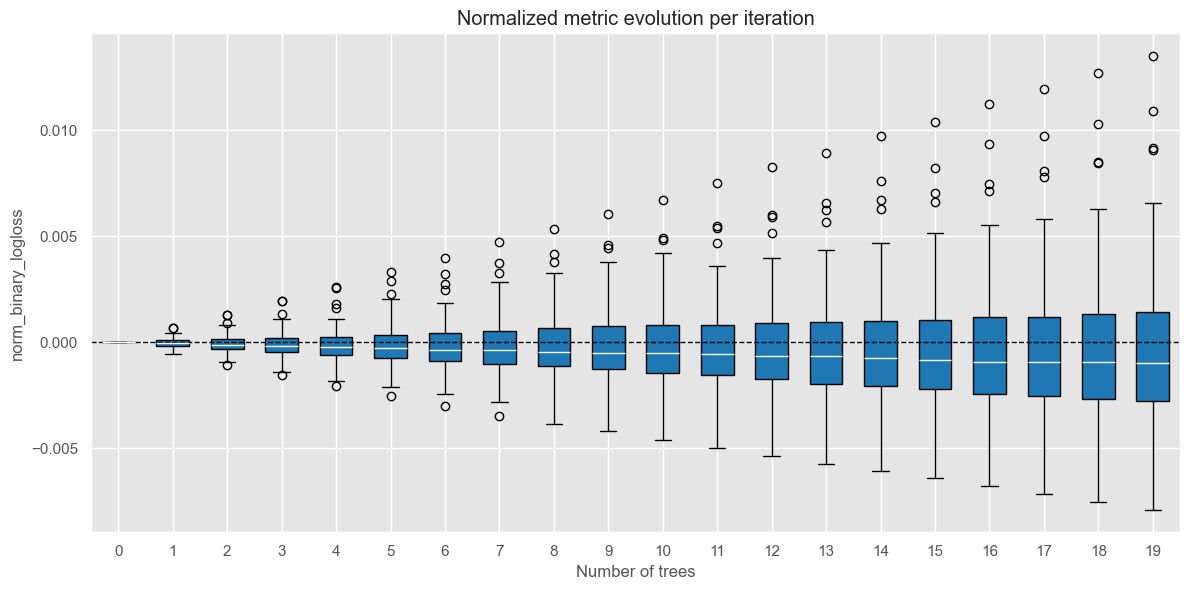 Normalized metric evolution per iteration
norm_binary_logloss
0.010
0.005
0.000
−0.005
0 1 2 3 4 5 6 7 8 9 10 11 12 13 14 15 16 17 18 19
Number of trees